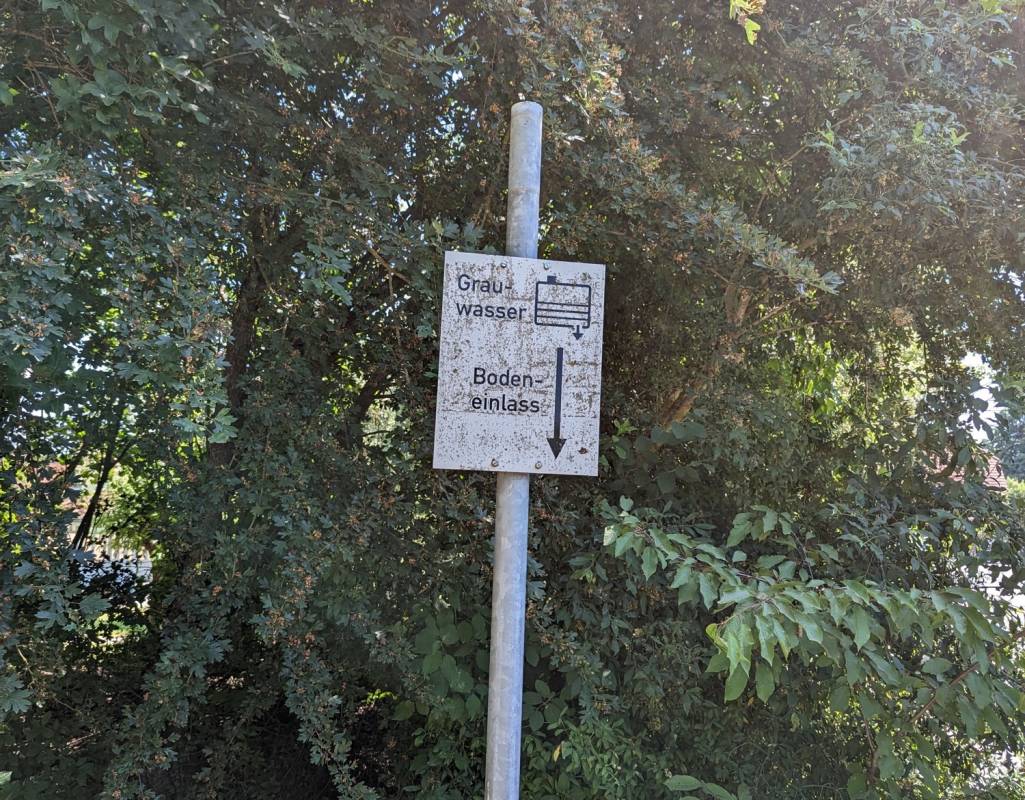 Grau-
wasser
Boden-
einlass